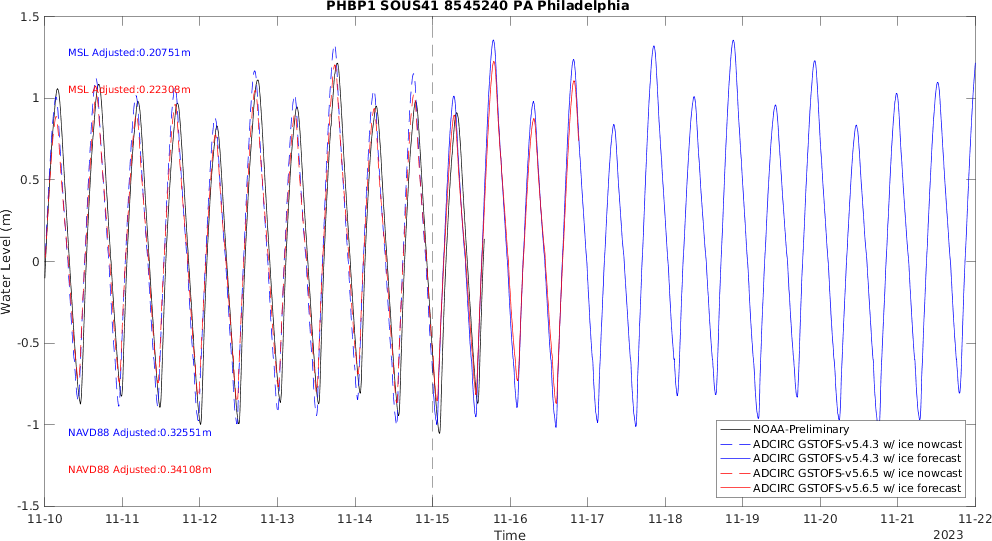 PHBP1 SOUS41 8545240 PA Philadelphia
1.5
MSL Adjusted:0.20751m
MSL Adjusted:0.22308m
1
0.5
0
-0.5
-1
-1.5
Water Level (m)
NAVD88 Adjusted:0.32551m
NAVD88 Adjusted:0.34108m
NOAA-Preliminary
ADCIRC GSTOFS-v5.4.3 w/ ice nowcast
ADCIRC GSTOFS-v5.4.3 w/ ice forecast
ADCIRC GSTOFS-v5.6.5 w/ ice nowcast
ADCIRC GSTOFS-v5.6.5 w/ ice forecast
11-10 11-11 11-12 11-13 11-14 11-15 11-16 11-17 11-18 11-19 11-20 11-21 11-22
Time
2023